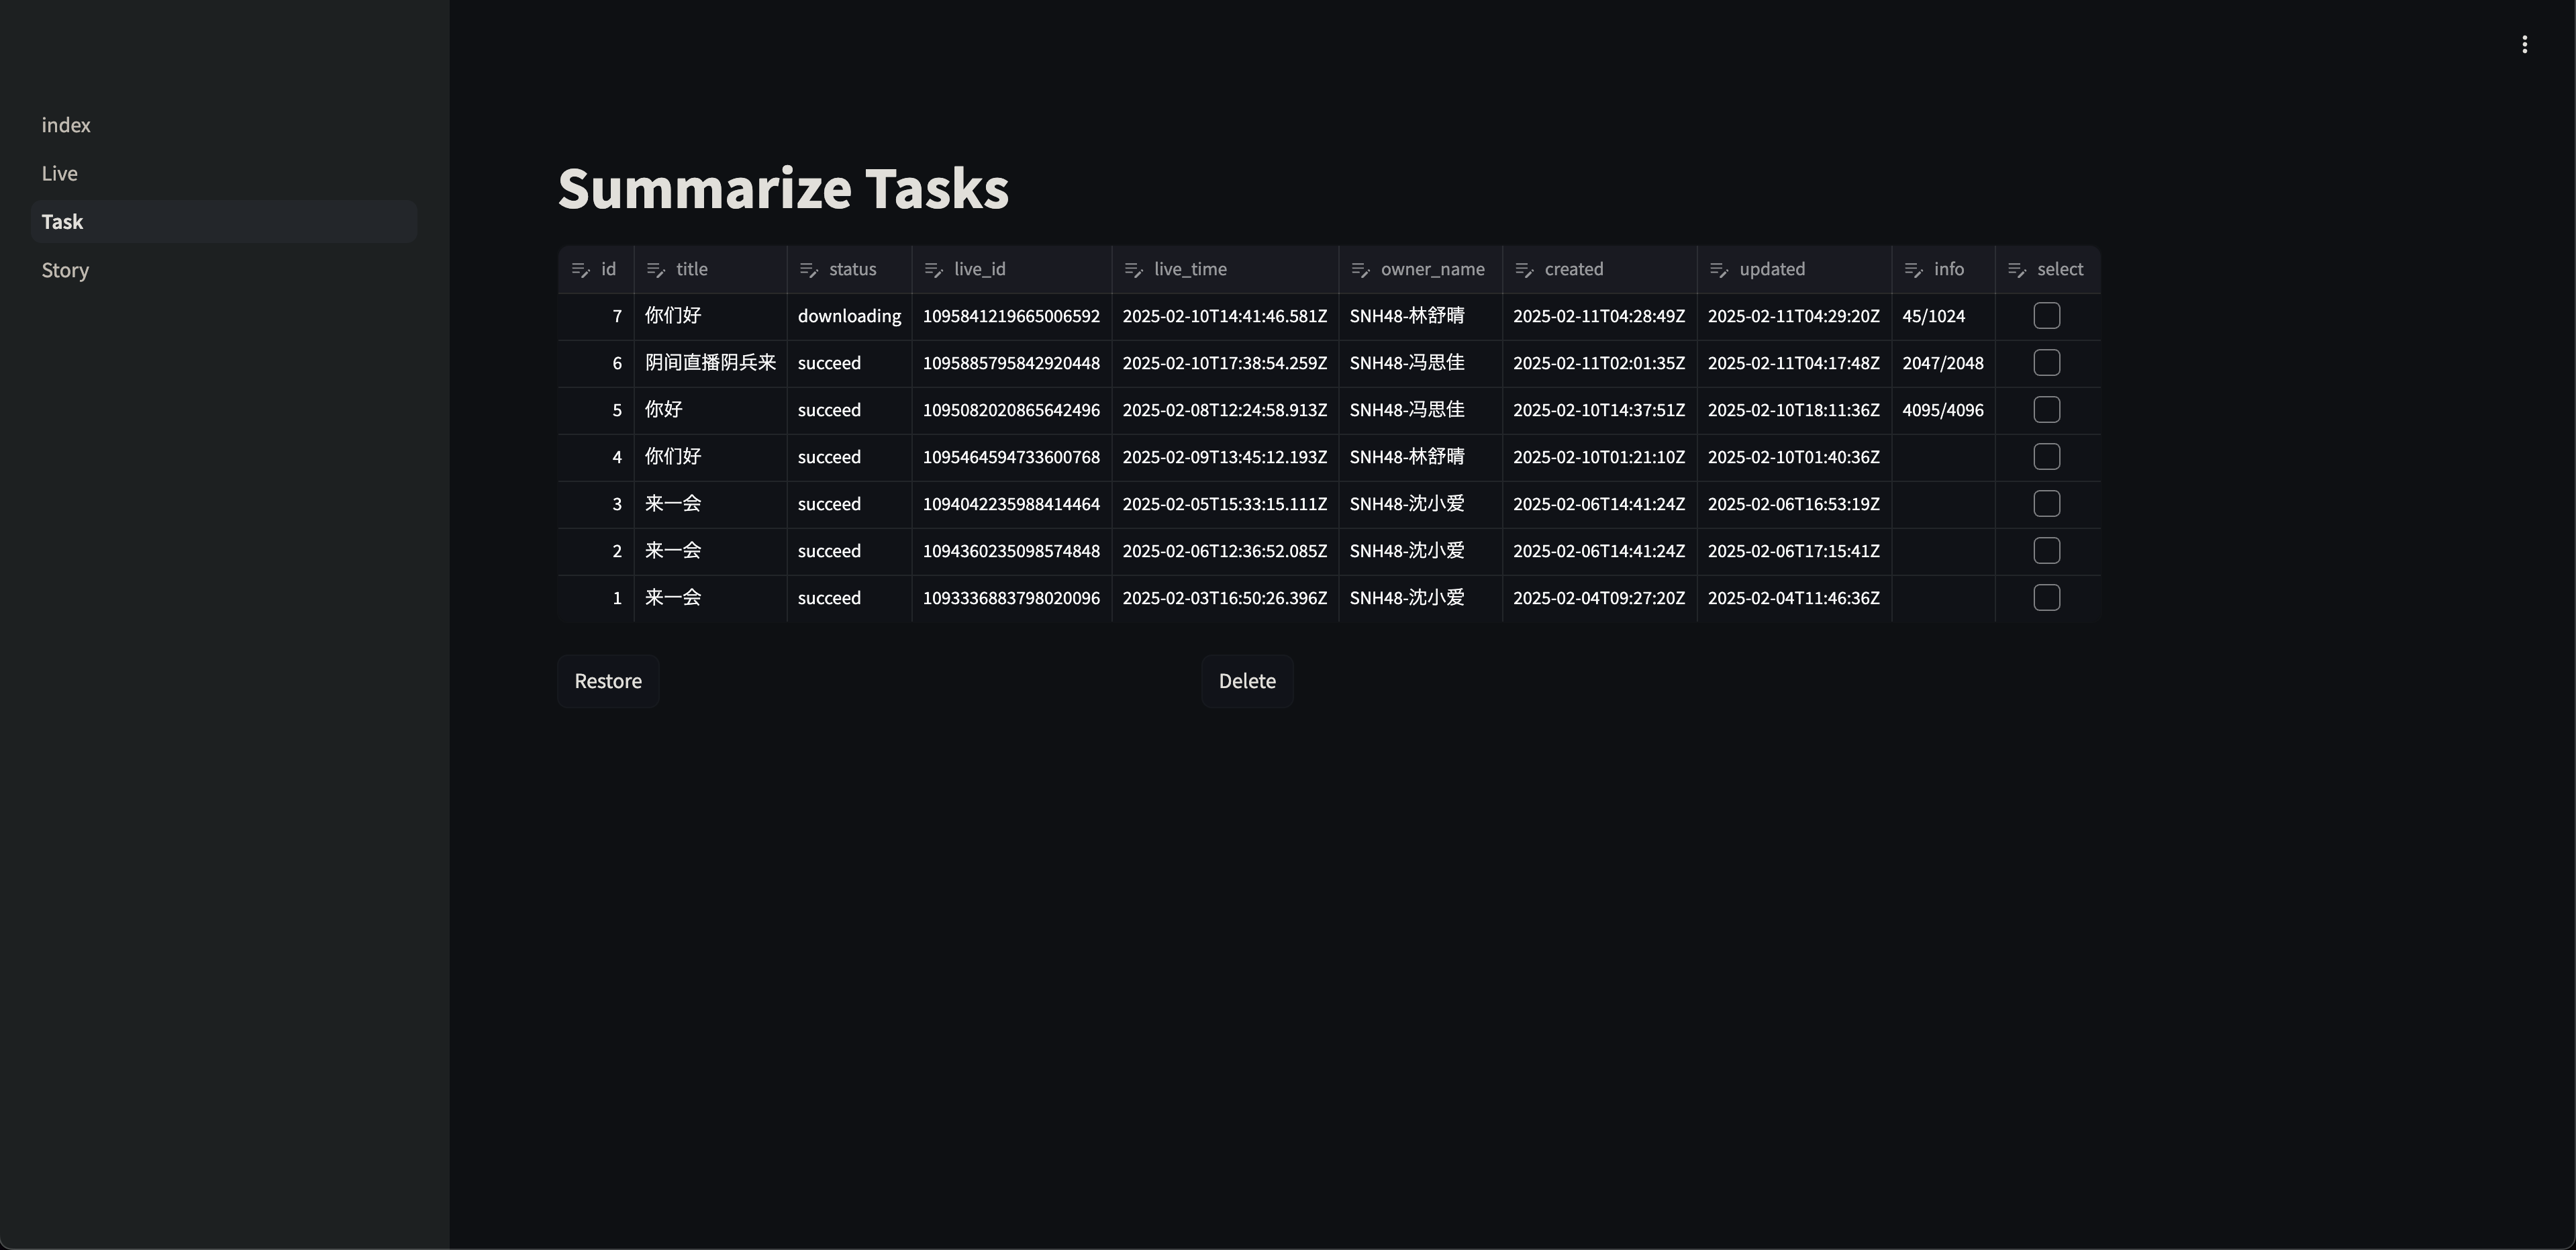 index
Live
Task
Story
Summarize Tasks
id title status live_id live_time owner_name created updated info select
7 你们好 downloading 1095841219665006592 2025-02-10T14:41:46.581Z SNH48-林舒晴 2025-02-11T04:28:49Z 2025-02-11T04:29:20Z 45/1024
6 阴间直播阴兵来 succeed 1095885795842920448 2025-02-10T17:38:54.259Z SNH48-冯思佳 2025-02-11T02:01:35Z 2025-02-11T04:17:48Z 2047/2048
5 你好 succeed 1095082020865642496 2025-02-08T12:24:58.913Z SNH48-冯思佳 2025-02-10T14:37:51Z 2025-02-10T18:11:36Z 4095/4096
4 你们好 succeed 1095464594733600768 2025-02-09T13:45:12.193Z SNH48-林舒晴 2025-02-10T01:21:10Z 2025-02-10T01:40:36Z
3 来一会 succeed 1094042235988414464 2025-02-05T15:33:15.111Z SNH48-沈小爱 2025-02-06T14:41:24Z 2025-02-06T16:53:19Z
2 来一会 succeed 1094360235098574848 2025-02-06T12:36:52.085Z SNH48-沈小爱 2025-02-06T14:41:24Z 2025-02-06T17:15:41Z
1 来一会 succeed 1093336883798020096 2025-02-03T16:50:26.396Z SNH48-沈小爱 2025-02-04T09:27:20Z 2025-02-04T11:46:36Z
Restore Delete